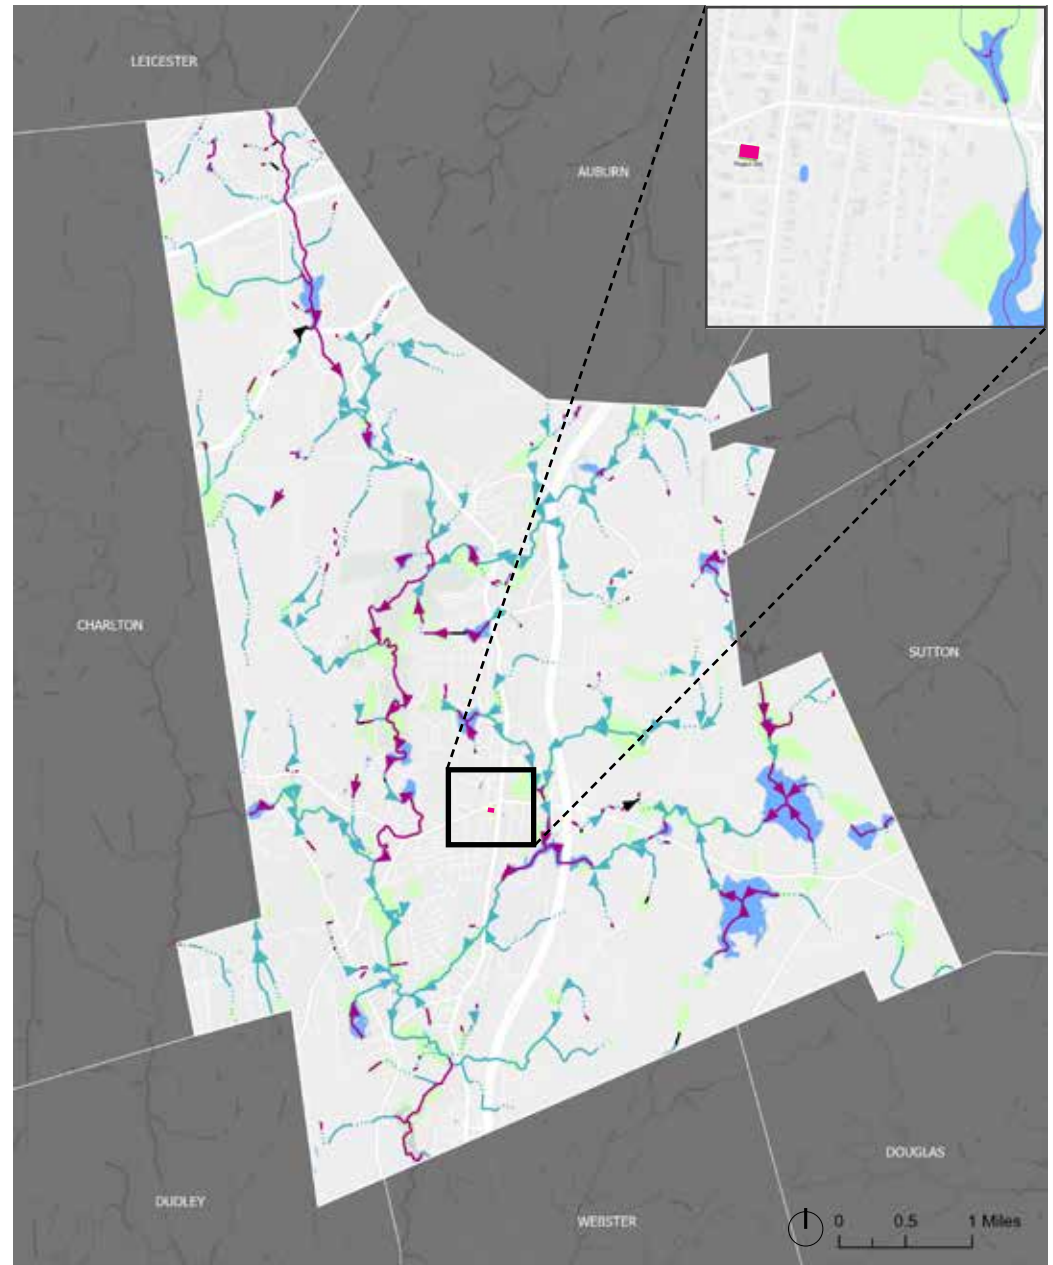 LEICESTER
AUBURN
CHARLTON
SUTTON
DOUGLAS
DUDLEY
WEBSTER
0 0.5 1 Miles